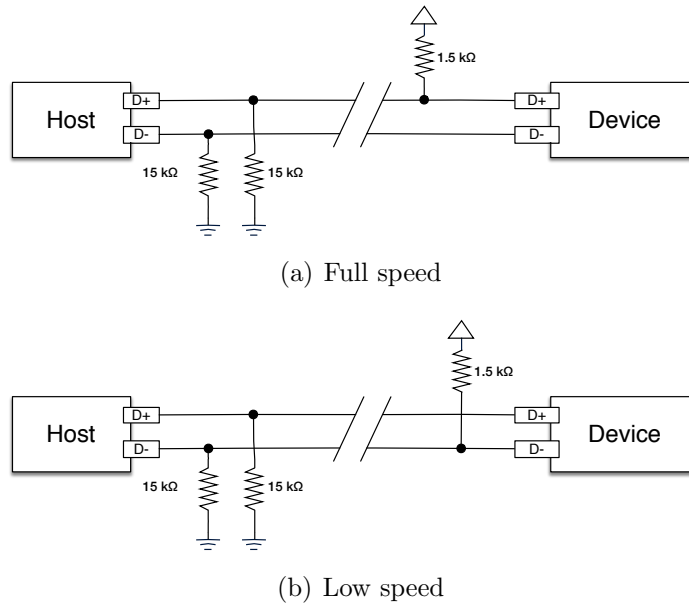 1.5 kΩ
D+
D+
Host
Device
D-
D-
15 kΩ
15 kΩ
(a) Full speed
1.5 kΩ
D+
D+
Host
Device
D-
D-
15 kΩ
15 kΩ
(b) Low speed